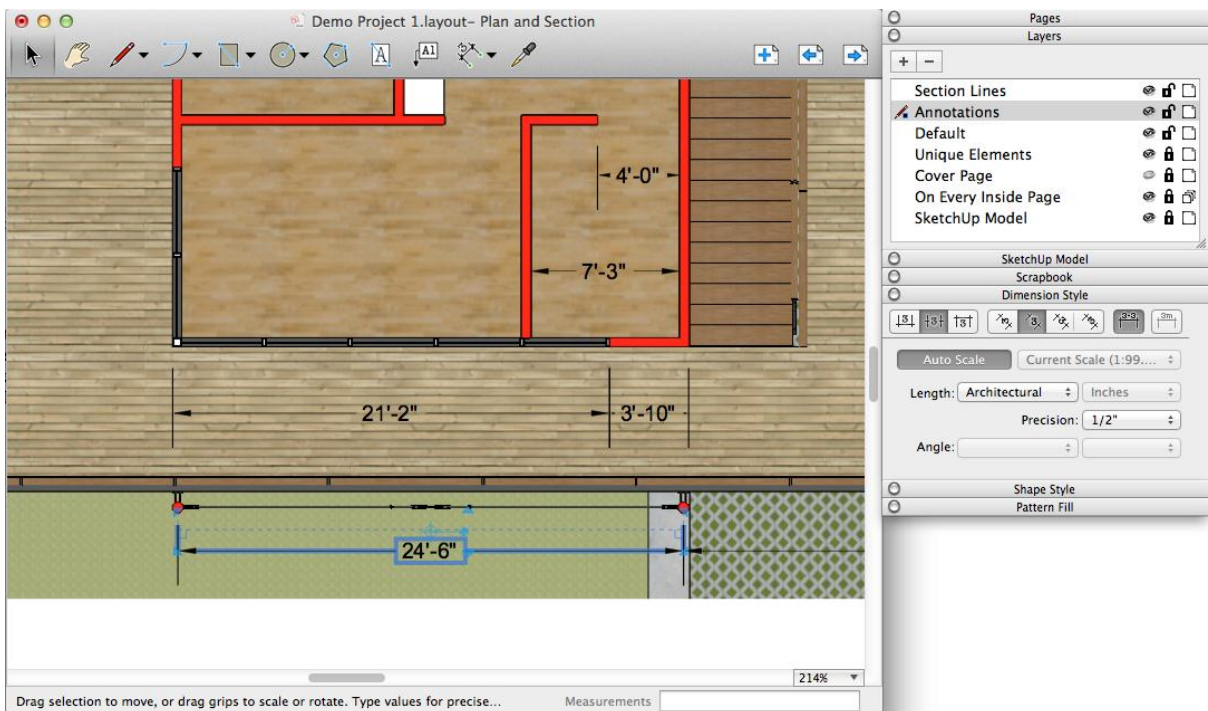 Demo Project 1.layout– Plan and Section
A
A1
4'-0"
7'-3"
21'-2"
3'-10"
24'-6"
214%
Drag selection to move, or drag grips to scale or rotate. Type values for precise...
Measurements
Pages
Layers
Section Lines
Annotations
Default
Unique Elements
Cover Page
On Every Inside Page
SketchUp Model
SketchUp Model
Scrapbook
Dimension Style
Auto Scale
Current Scale (1:99....
Length: Architectural
Inches
Precision: 1/2"
Angle:
Shape Style
Pattern Fill